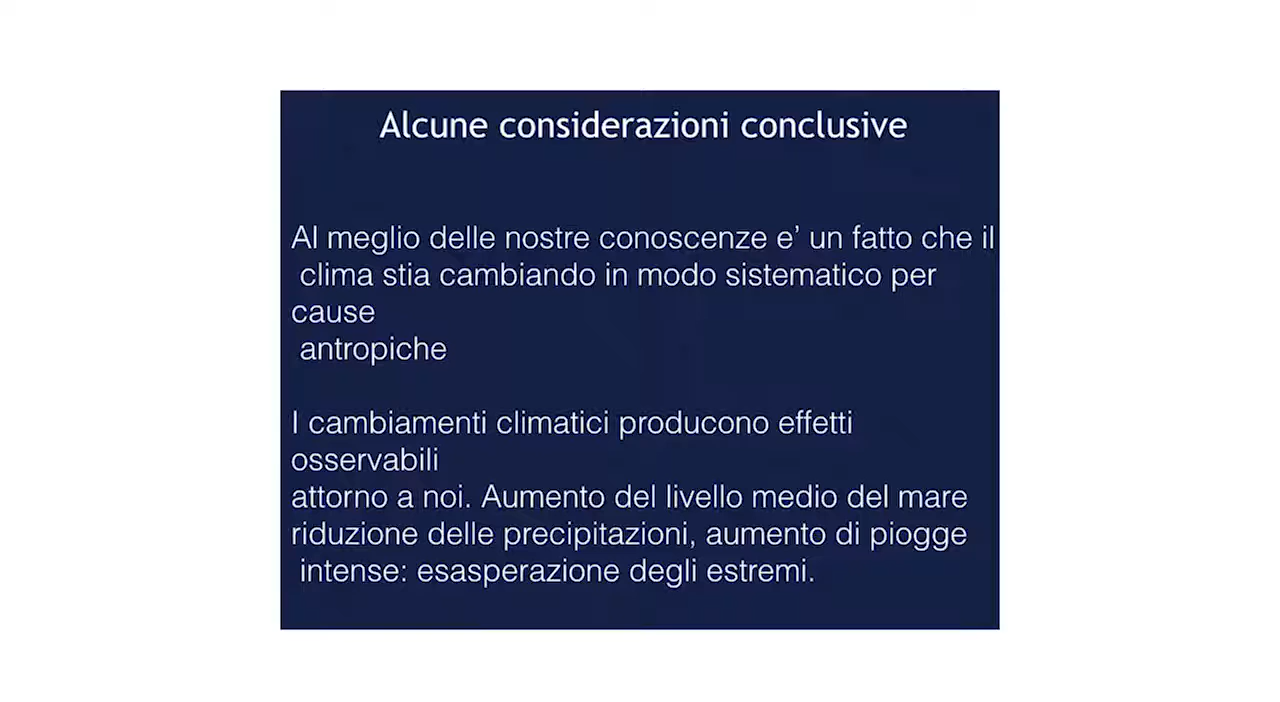 Alcune considerazioni conclusive
Al meglio delle nostre conoscenze e’ un fatto che il
clima stia cambiando in modo sistematico per
cause
antropiche
I cambiamenti climatici producono effetti
osservabili
attorno a noi. Aumento del livello medio del mare
riduzione delle precipitazioni, aumento di piogge
intense: esasperazione degli estremi.